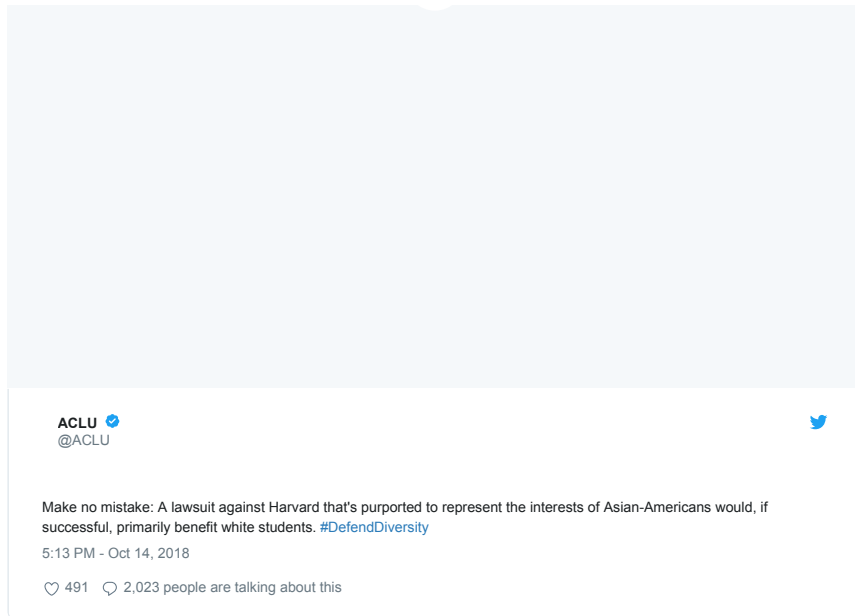 ACLU
@ACLU
Make no mistake: A lawsuit against Harvard that's purported to represent the interests of Asian-Americans would, if
successful, primarily benefit white students. #DefendDiversity
5:13 PM - Oct 14, 2018
491 2,023 people are talking about this